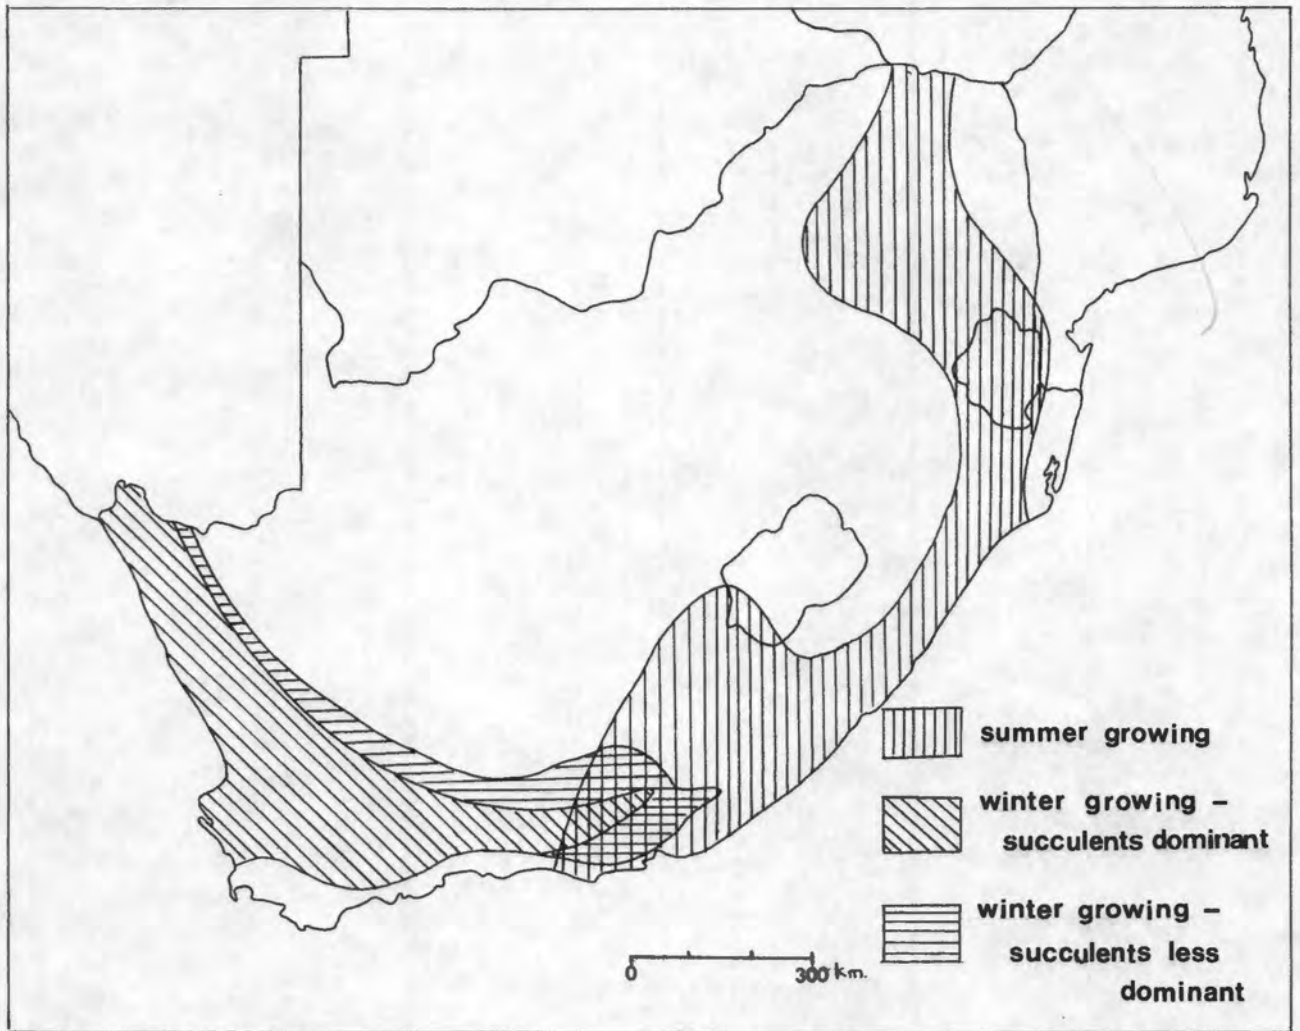 summer growing
winter growing –
succulents dominant
winter growing –
succulents less
dominant
0 300 km.